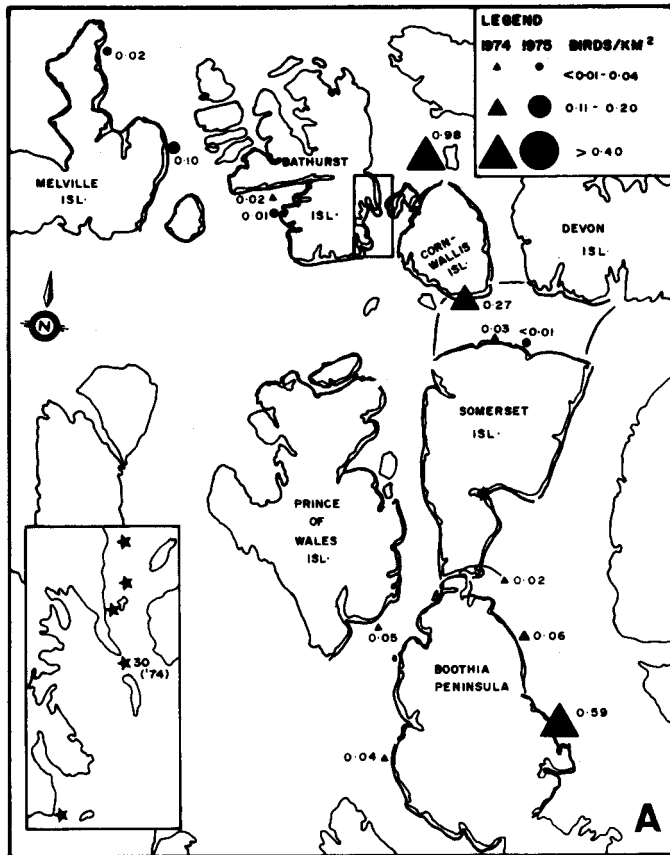 LEGEND
1974 1975 BIRDS/KM²
<0.01-0.04
0.11 - 0.20
> 0.40
0.02
0.10
MELVILLE
ISL·
BATHURST
ISL·
0.02
0.01
0.98
CORN-
WALLIS
ISL·
DEVON
ISL·
0.27
0.03 <0.01
N
SOMERSET
ISL·
PRINCE
OF
WALES
ISL·
0.02
0.05
0.06
BOOTHIA
PENINSULA
0.59
0.04
30
('74)
A